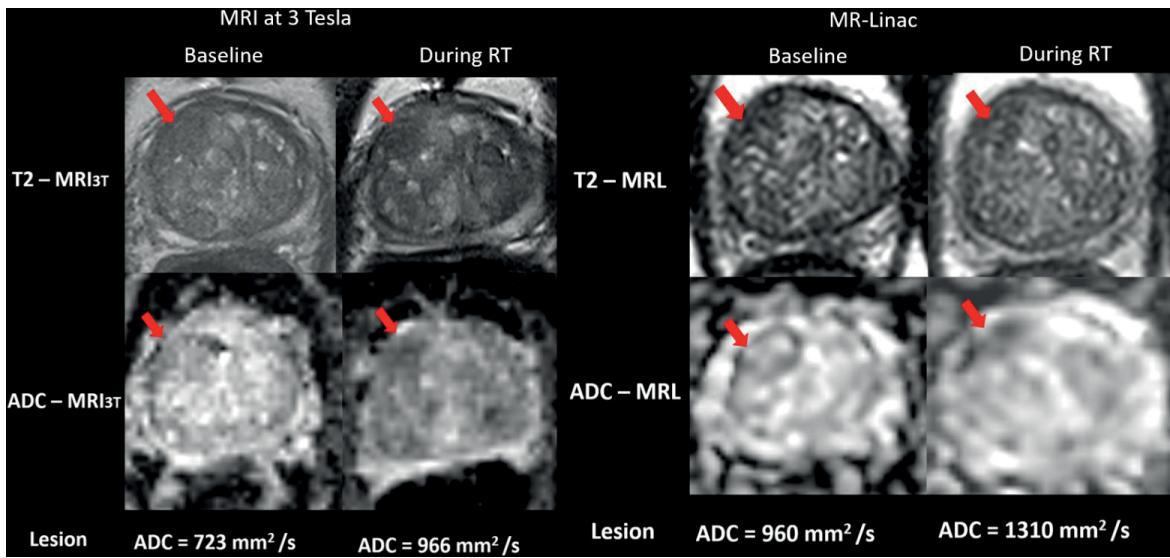 MRI at 3 Tesla
Baseline
During RT
T2 – MRI3T
ADC – MRI3T
Lesion
ADC = 723 mm²/s
ADC = 966 mm²/s
MR-Linac
Baseline
During RT
T2 – MRL
ADC – MRL
Lesion
ADC = 960 mm²/s
ADC = 1310 mm²/s